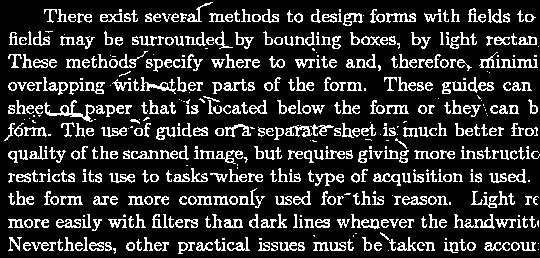 There exist several methods to design forms with fields to
fields may be surrounded by bounding boxes, by light rectan
These methods specify where to write and, therefore, minimi
overlapping with other parts of the form. These guides can
sheet of paper that is located below the form or they can b
form. The use of guides on a separate sheet is much better from
quality of the scanned image, but requires giving more instructio
restricts its use to tasks where this type of acquisition is used.
the form are more commonly used for this reason. Light re
more easily with filters than dark lines whenever the handwritt
Nevertheless, other practical issues must be taken into accoun